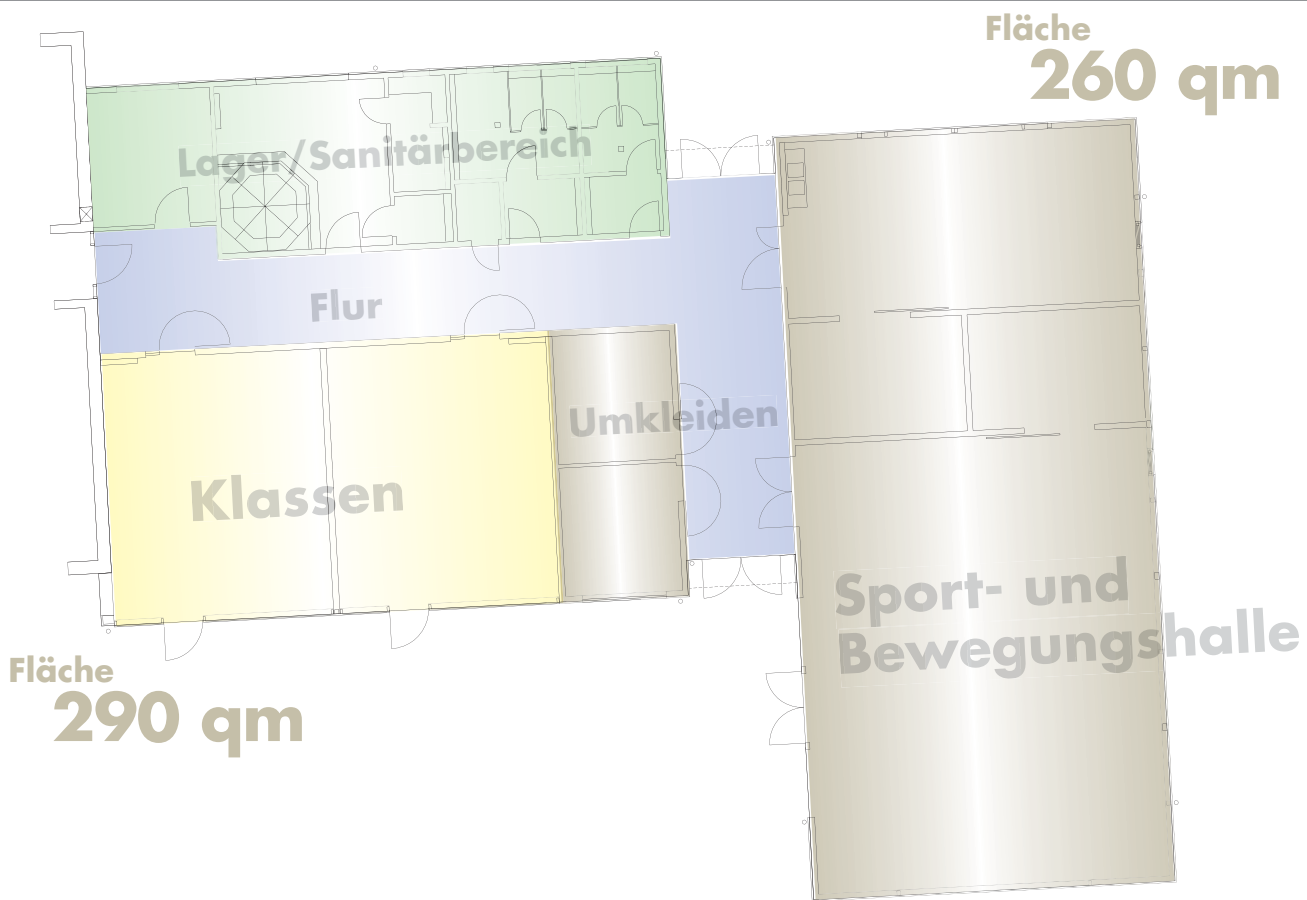 Fläche
260 qm
Lager/Sanitärbereich
Flur
Umkleiden
Klassen
Sport- und
Bewegungshalle
Fläche
290 qm